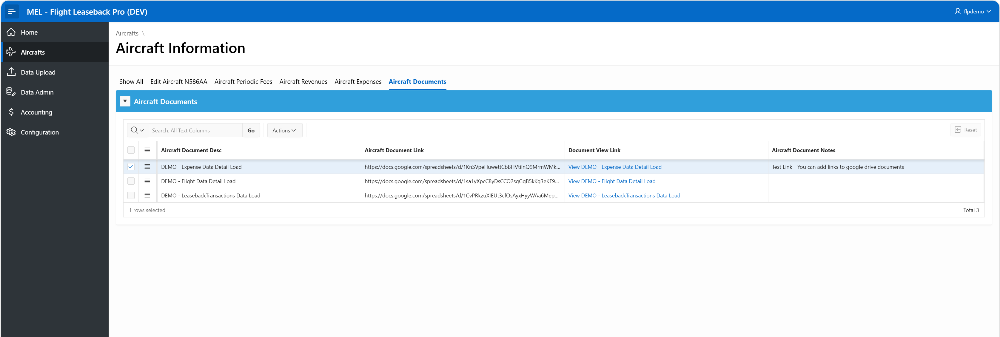 MEL - Flight Leaseback Pro (DEV)
flpdemo
Home
Aircrafts
Data Upload
Data Admin
Accounting
Configuration
Aircrafts \
Aircraft Information
Show All Edit Aircraft N586AA Aircraft Periodic Fees Aircraft Revenues Aircraft Expenses Aircraft Documents
Aircraft Documents
Search: All Text Columns Go Actions Reset
Aircraft Document Desc Aircraft Document Link Document View Link Aircraft Document Notes
DEMO - Expense Data Detail Load https://docs.google.com/spreadsheets/d/1KnSVpeHuwettCbBHVtiInQ9MrmWMk... View DEMO - Expense Data Detail Load Test Link - You can add links to google drive documents
DEMO - Flight Data Detail Load https://docs.google.com/spreadsheets/d/1sa1yXpcC8yDsCCO2sgGgB5kKg3eKF9... View DEMO - Flight Data Detail Load
DEMO - LeasebackTransactions Data Load https://docs.google.com/spreadsheets/d/1CvPRkzuXIEUt3cfOsAyxHyyWAa6Mep... View DEMO - LeasebackTransactions Data Load
1 rows selected Total 3